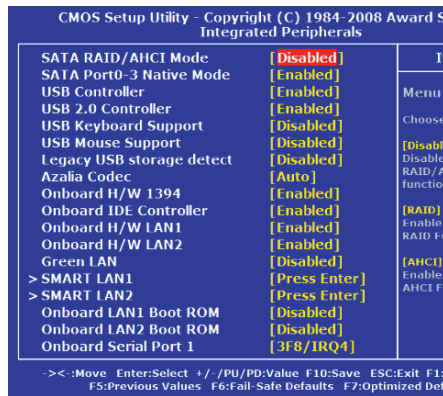 CMOS Setup Utility - Copyright (C) 1984-2008 Award
Integrated Peripherals
SATA RAID/AHCI Mode [Disabled]
SATA Port0-3 Native Mode [Enabled]
USB Controller [Enabled]
USB 2.0 Controller [Enabled]
USB Keyboard Support [Disabled]
USB Mouse Support [Disabled]
Legacy USB storage detect [Disabled]
Azalia Codec [Auto]
Onboard H/W 1394 [Enabled]
Onboard IDE Controller [Enabled]
Onboard H/W LAN1 [Enabled]
Onboard H/W LAN2 [Enabled]
Green LAN [Disabled]
> SMART LAN1 [Press Enter]
> SMART LAN2 [Press Enter]
Onboard LAN1 Boot ROM [Disabled]
Onboard LAN2 Boot ROM [Disabled]
Onboard Serial Port 1 [3F8/IRQ4]
Menu
Choose
[Disabl
Disable
RAID/A
functio
[RAID]
Enable
RAID F
[AHCI]
Enable
AHCI F
-><-:Move Enter:Select +/-/PU/PD:Value F10:Save ESC:Exit F1:
F5:Previous Values F6:Fail-Safe Defaults F7:Optimized Def